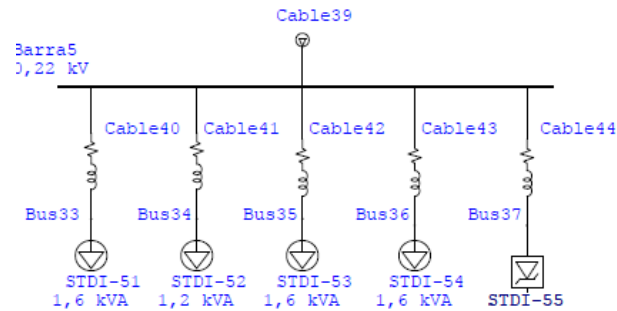 Cable39
Barra5
0,22 kV
Cable40
Cable41
Cable42
Cable43
Cable44
Bus33
Bus34
Bus35
Bus36
Bus37
STDI-51
STDI-52
STDI-53
STDI-54
STDI-55
1,6 kVA
1,2 kVA
1,6 kVA
1,6 kVA